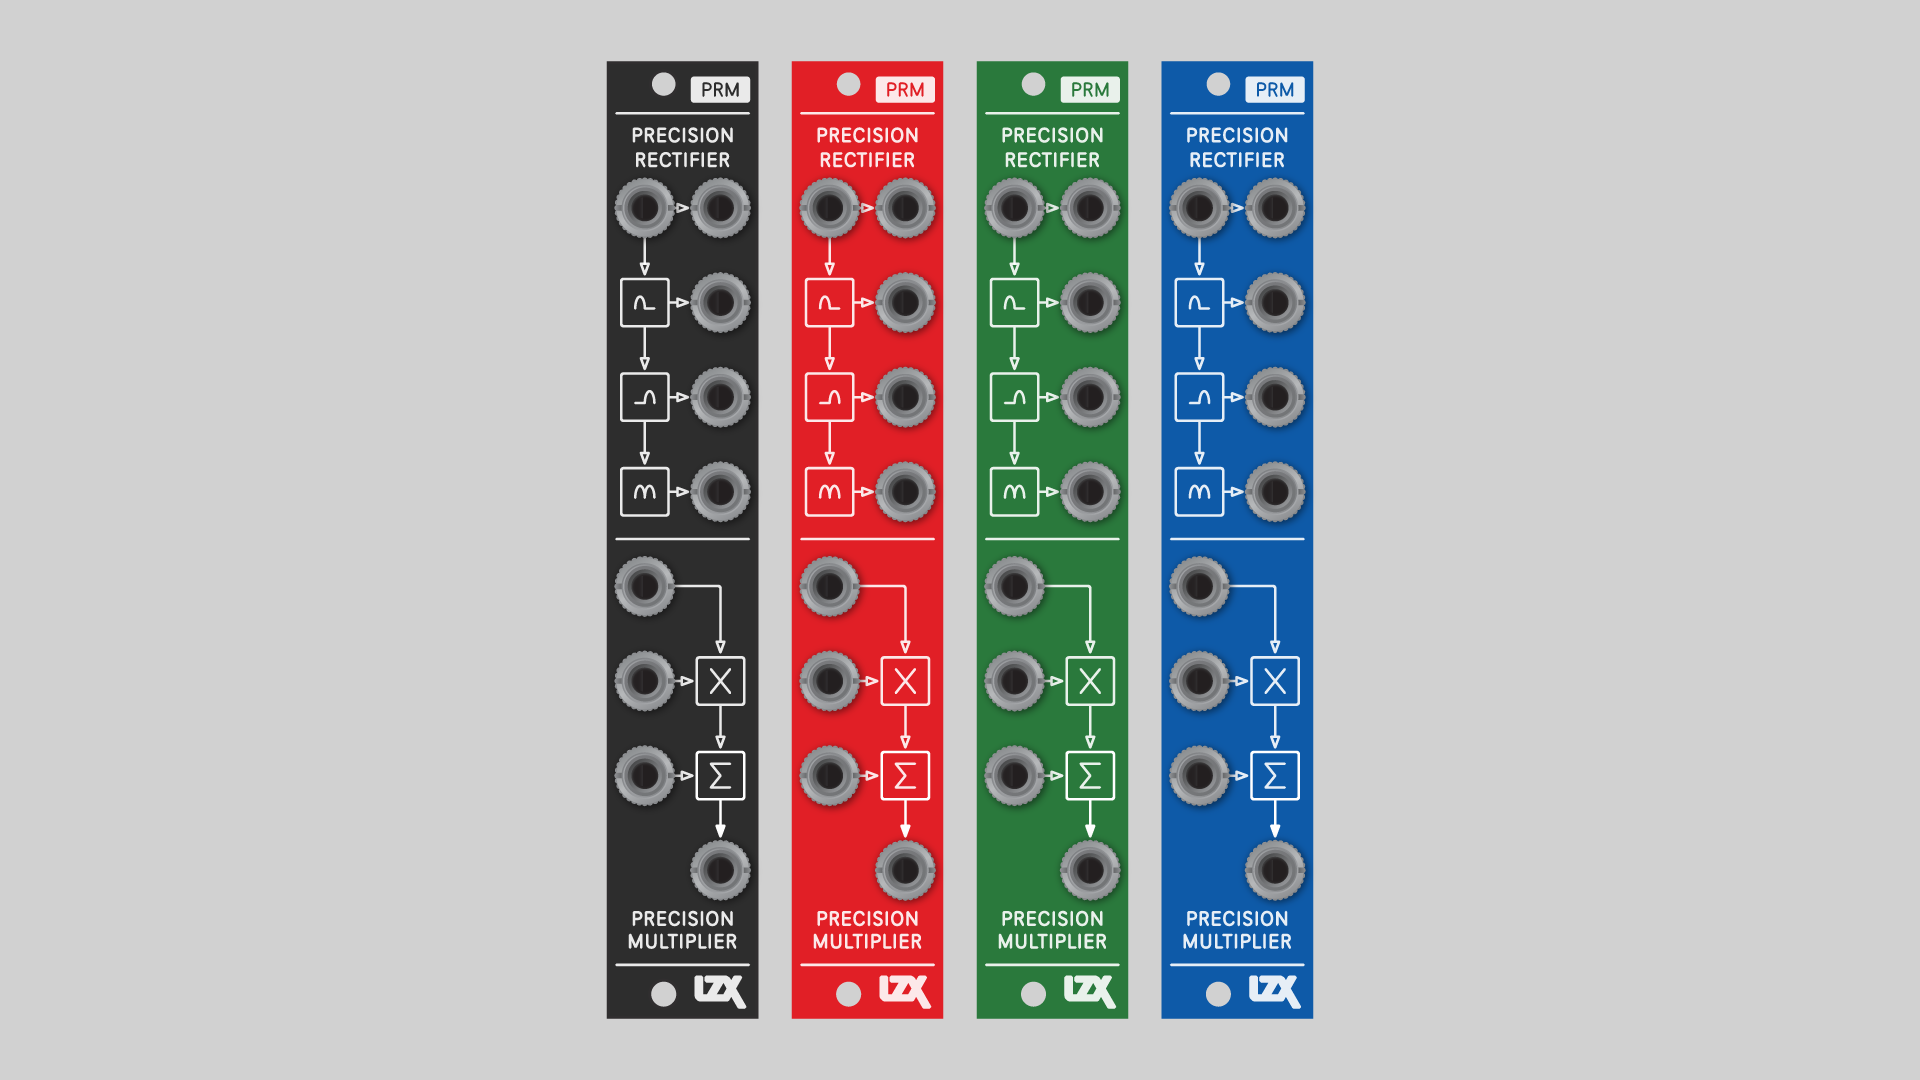 PRM
PRECISION
RECTIFIER
X
Σ
PRECISION
MULTIPLIER
LZX
PRM
PRECISION
RECTIFIER
X
Σ
PRECISION
MULTIPLIER
LZX
PRM
PRECISION
RECTIFIER
X
Σ
PRECISION
MULTIPLIER
LZX
PRM
PRECISION
RECTIFIER
X
Σ
PRECISION
MULTIPLIER
LZX